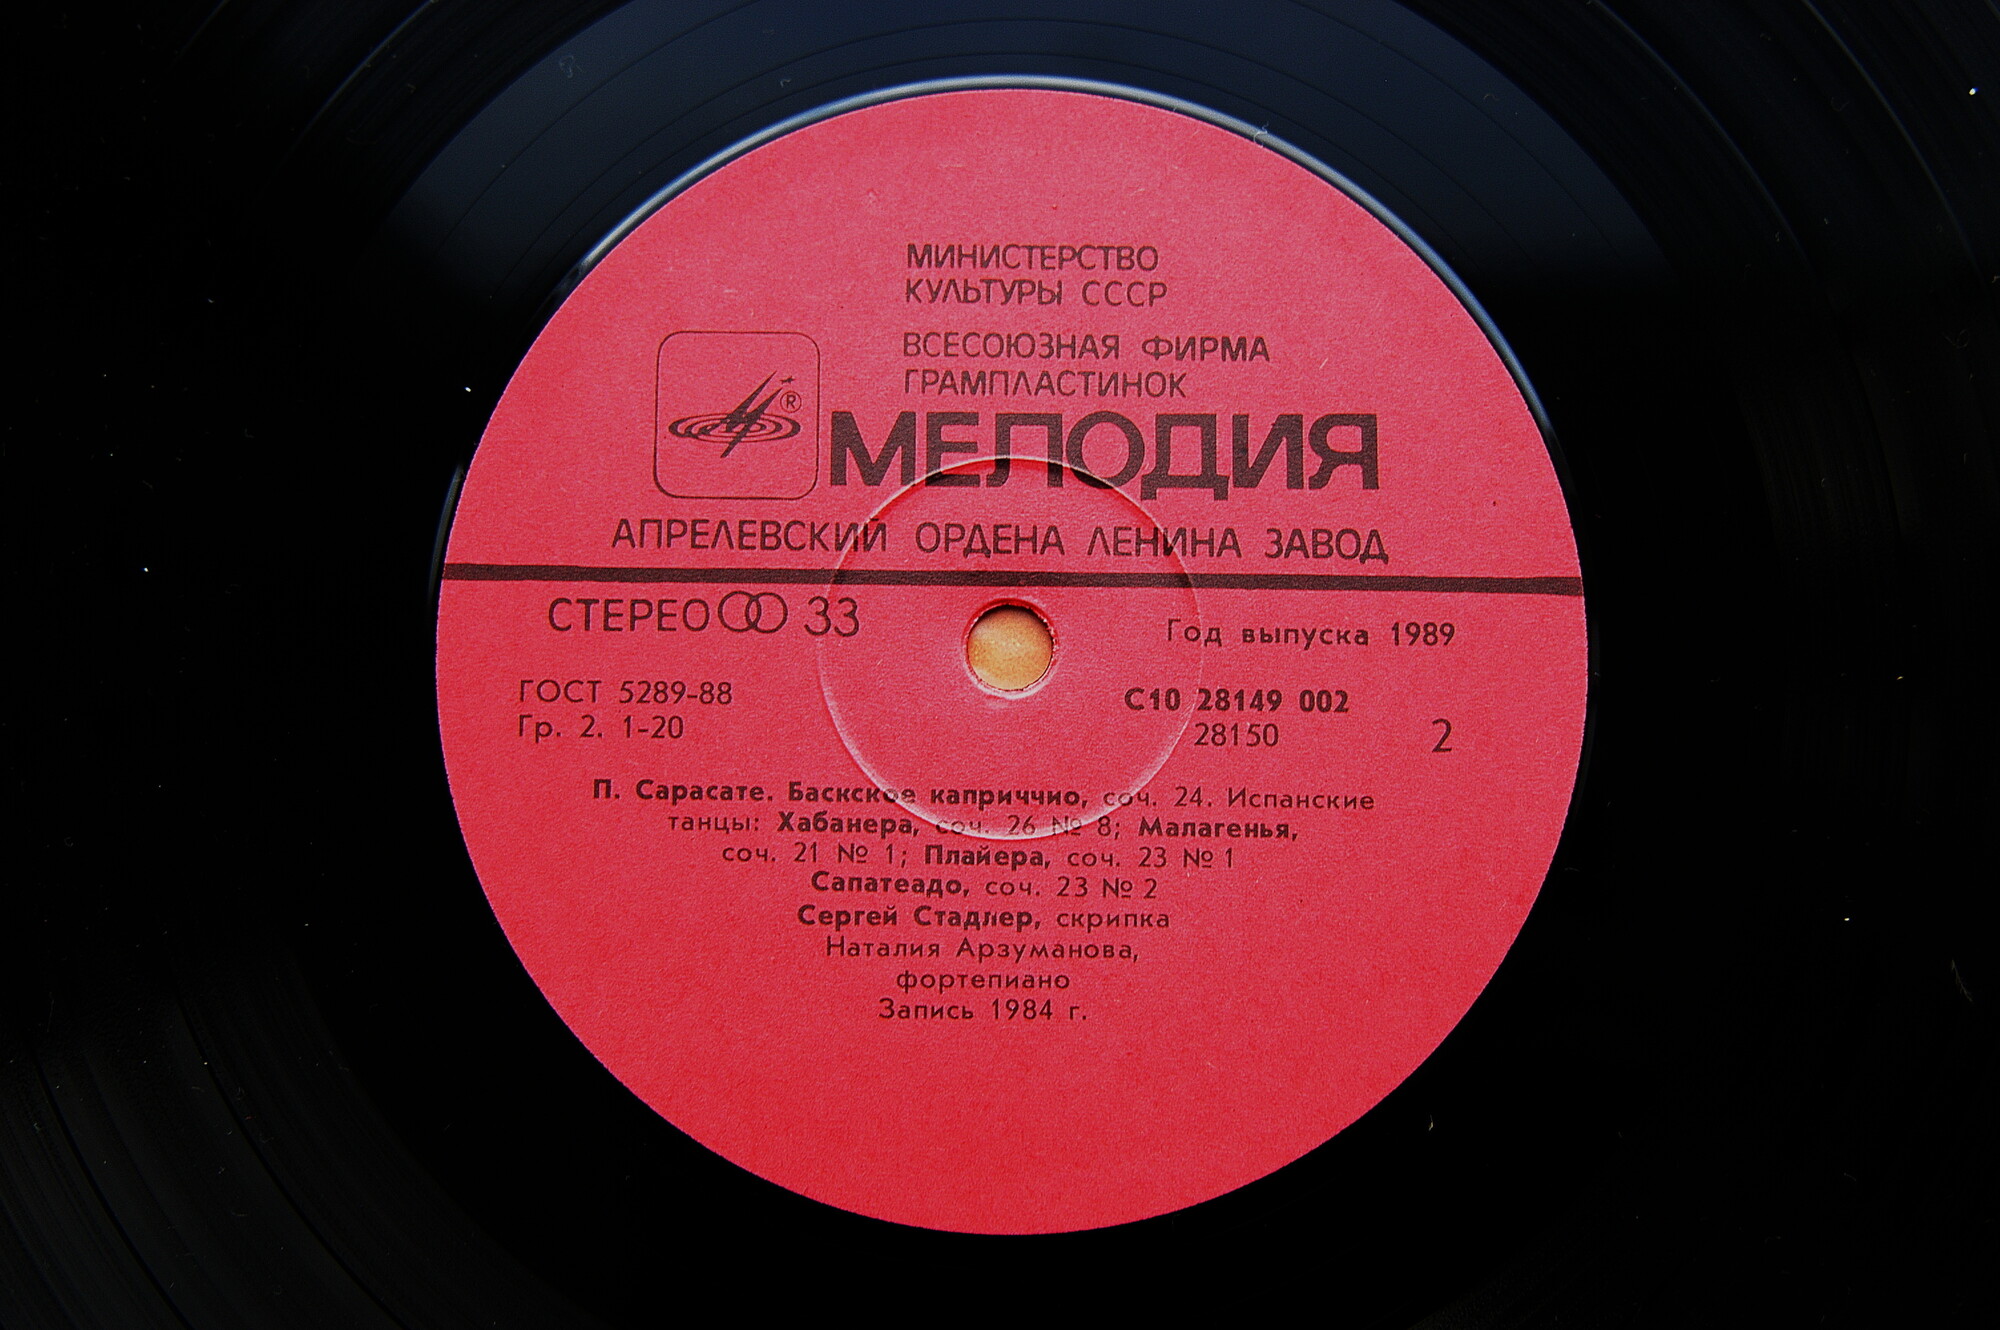 МИНИСТЕРСТВО
КУЛЬТУРЫ СССР
ВСЕСОЮЗНАЯ ФИРМА
ГРАМПЛАСТИНОК
®
МЕЛОДИЯ
АПРЕЛЕВСКИЙ ОРДЕНА ЛЕНИНА ЗАВОД
СТЕРЕО 33
Год выпуска 1989
ГОСТ 5289-88
Гр. 2. 1-20
С10 28149 002
28150
2
П. Сарасате. Баскское каприччио, соч. 24. Испанские
танцы: Хабанера, соч. 26 № 8; Малагенья,
соч. 21 № 1; Плайера, соч. 23 № 1
Сапатеадо, соч. 23 № 2
Сергей Стадлер, скрипка
Наталия Арзуманова,
фортепиано
Запись 1984 г.